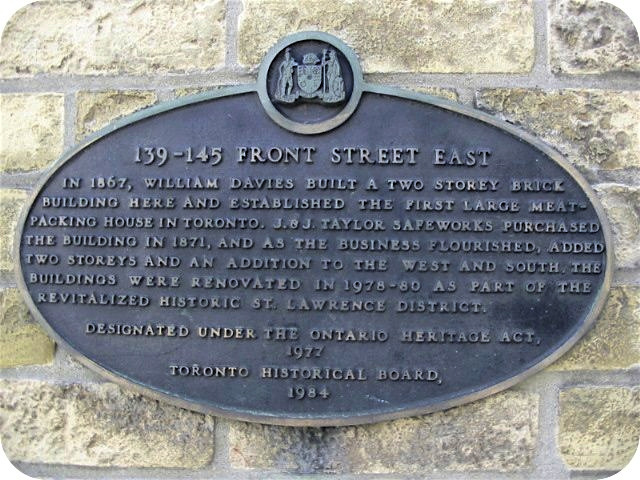 139-145 FRONT STREET EAST
IN 1867, WILLIAM DAVIES BUILT A TWO STOREY BRICK
BUILDING HERE AND ESTABLISHED THE FIRST LARGE MEAT-
PACKING HOUSE IN TORONTO. J.&J. TAYLOR SAFEWORKS PURCHASED
THE BUILDING IN 1871, AND AS THE BUSINESS FLOURISHED, ADDED
TWO STOREYS AND AN ADDITION TO THE WEST AND SOUTH. THE
BUILDINGS WERE RENOVATED IN 1978-80 AS PART OF THE
REVITALIZED HISTORIC ST. LAWRENCE DISTRICT.
DESIGNATED UNDER THE ONTARIO HERITAGE ACT,
1977
TORONTO HISTORICAL BOARD,
1984